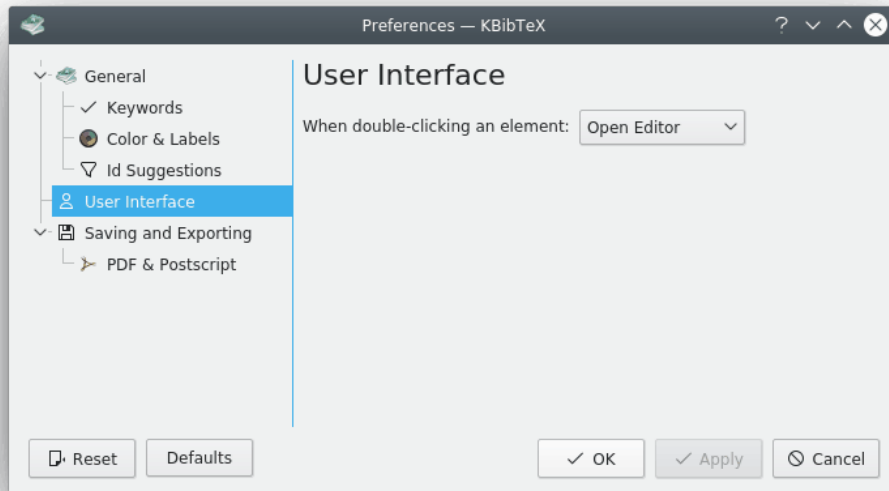 Preferences — KBibTeX
General
Keywords
Color & Labels
Id Suggestions
User Interface
Saving and Exporting
PDF & Postscript
User Interface
When double-clicking an element: Open Editor
Reset Defaults OK Apply Cancel